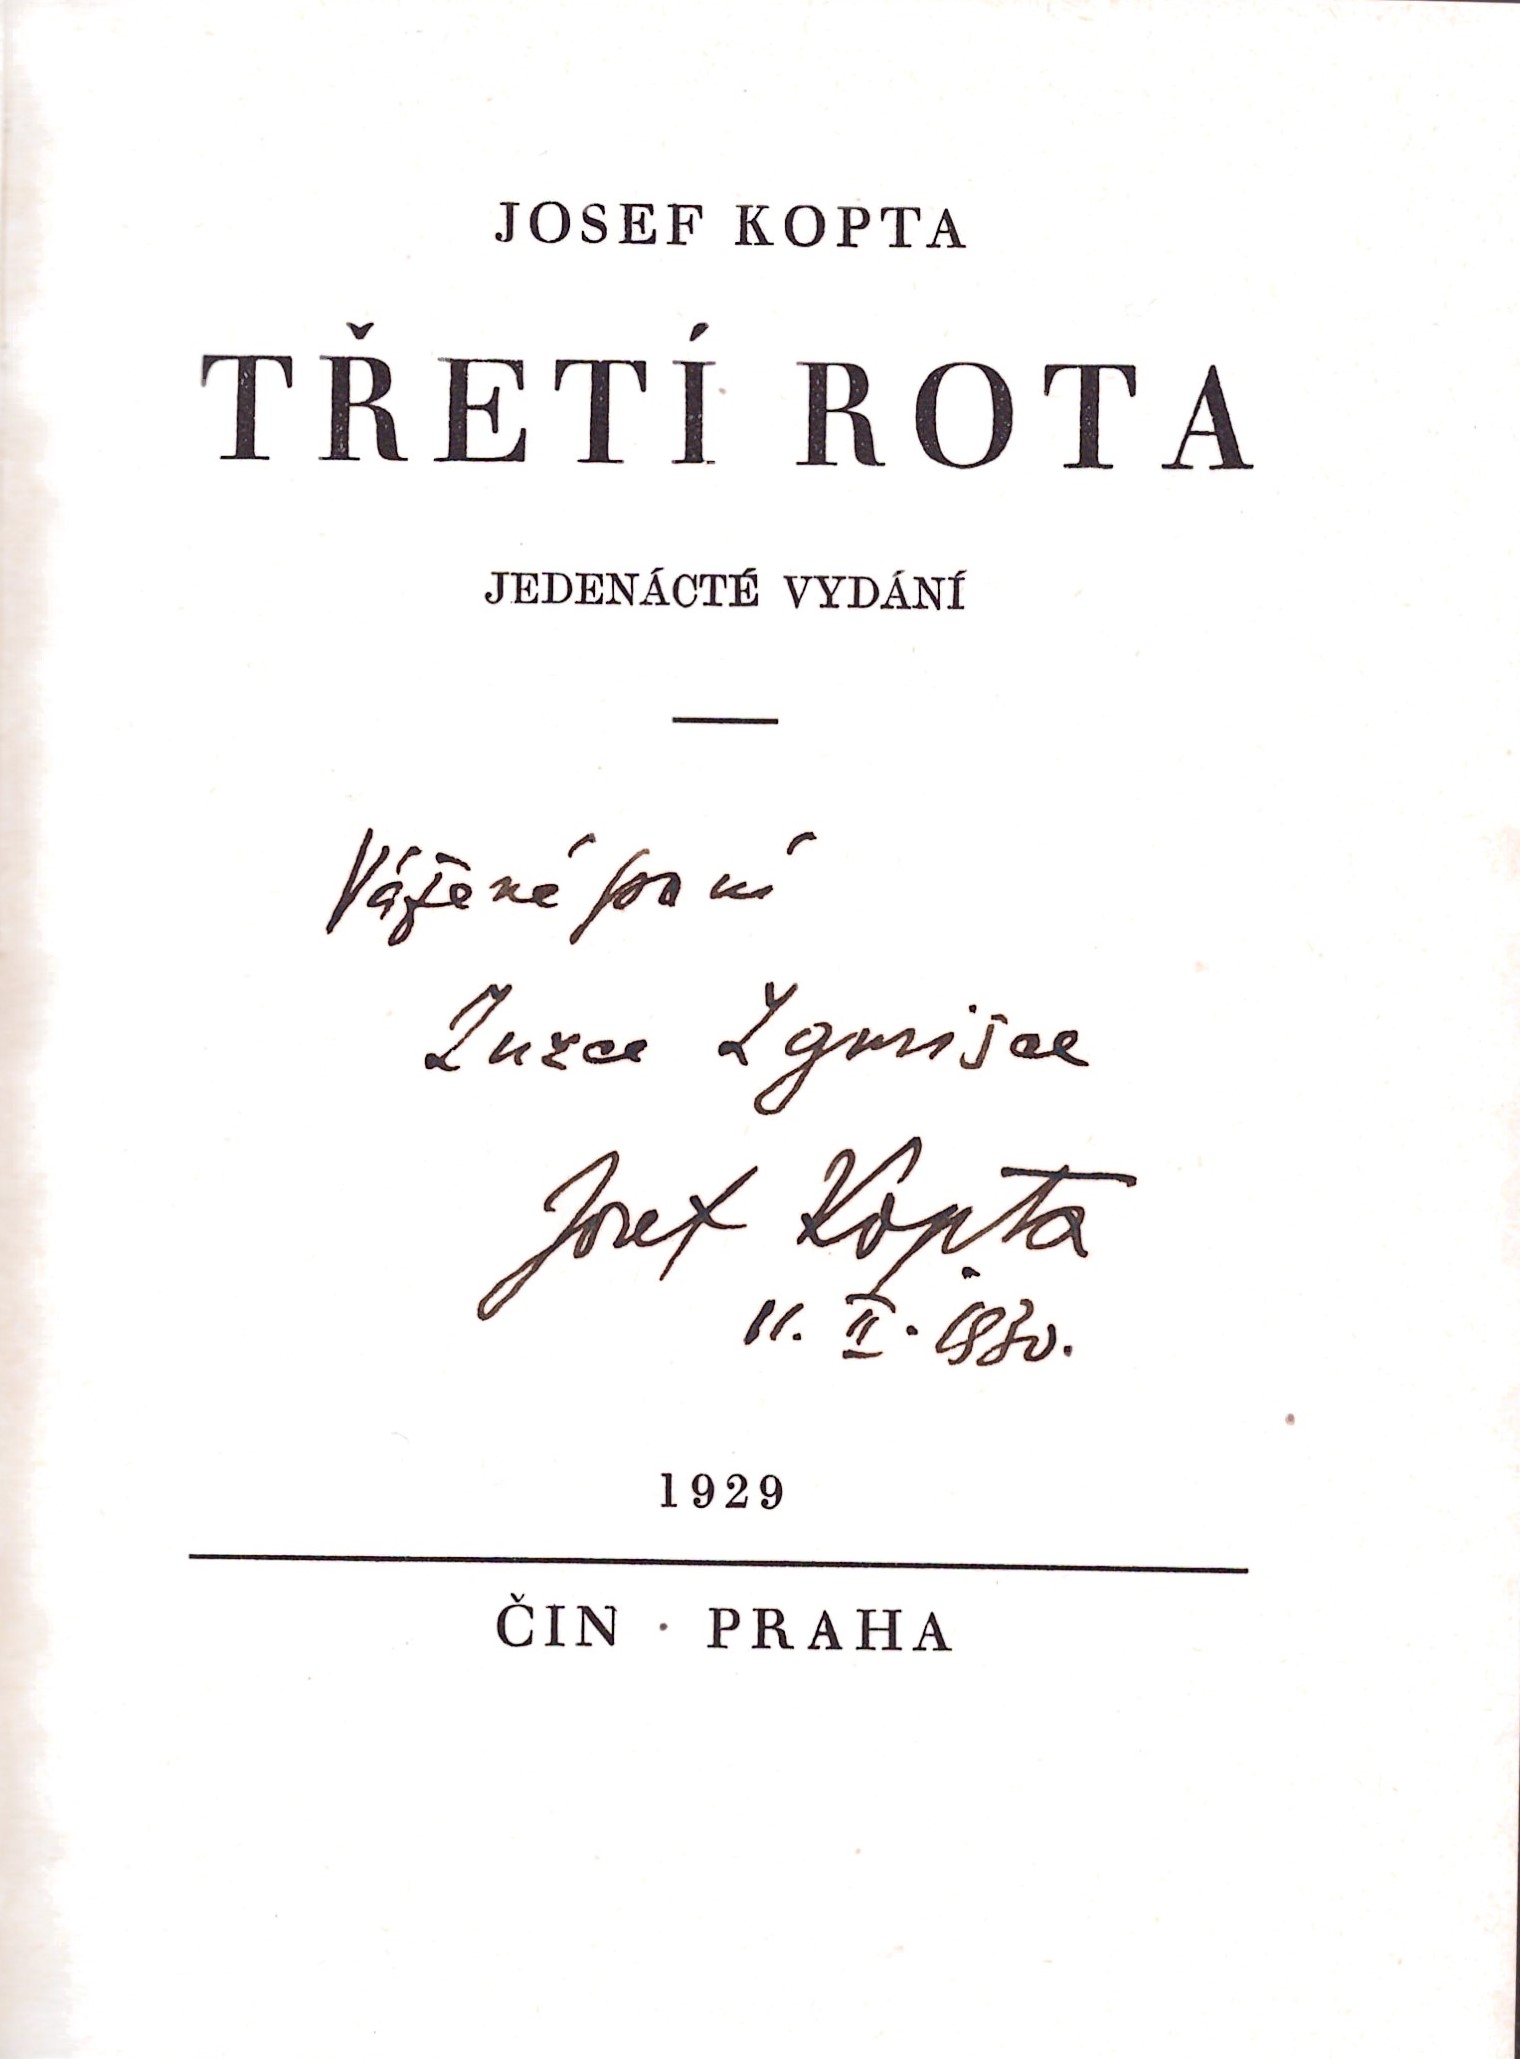 JOSEF KOPTA
TŘETÍ ROTA
JEDENÁCTÉ VYDÁNÍ
Vážené paní
Josef Kopta
11. II. 1930.
1929
ČIN · PRAHA